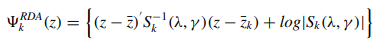 Ψ_k^{RDA}(z) = {(z − z̄)′ S_k^{−1}(λ, γ)(z − z̄_k) + log|S_k(λ, γ)|}